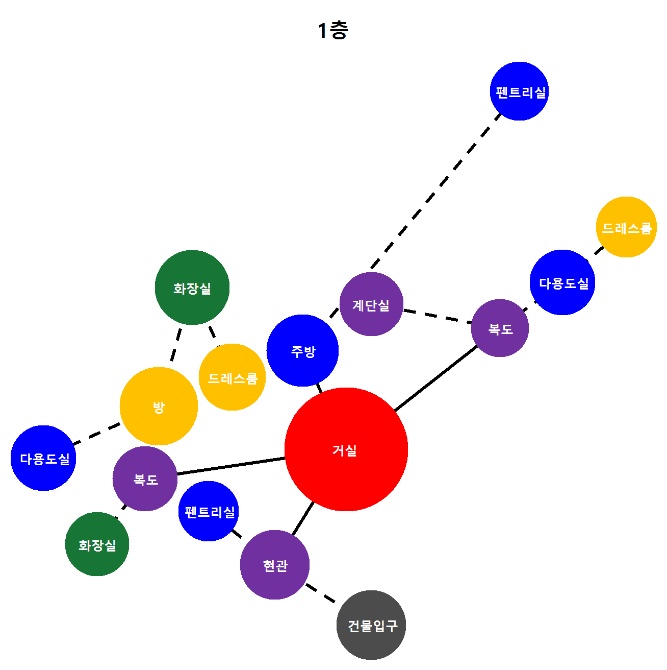 1층
펜트리실
드레스룸
다용도실
화장실
계단실
복도
주방
드레스룸
방
거실
다용도실
복도
펜트리실
화장실
현관
건물입구